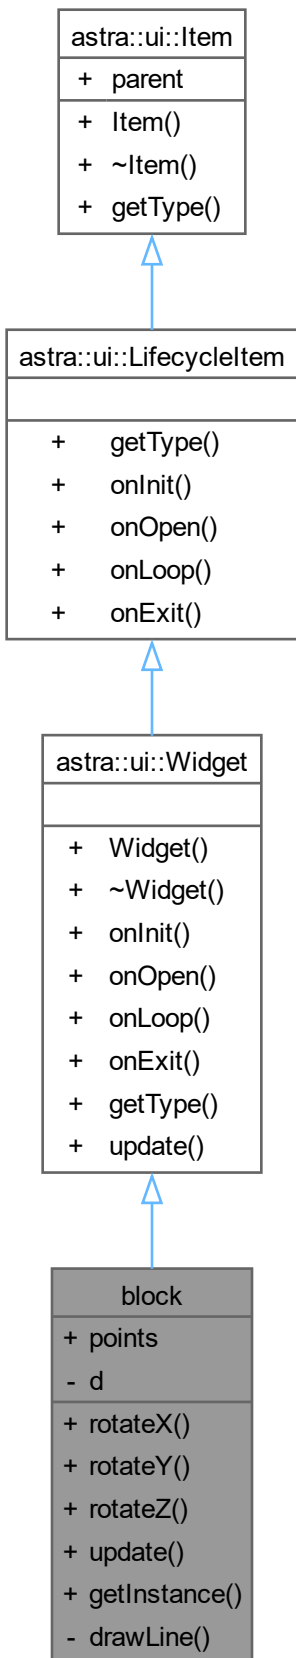 astra::ui::Item
+ parent
+ Item()
+ ~Item()
+ getType()
astra::ui::LifecycleItem
+ getType()
+ onInit()
+ onOpen()
+ onLoop()
+ onExit()
astra::ui::Widget
+ Widget()
+ ~Widget()
+ onInit()
+ onOpen()
+ onLoop()
+ onExit()
+ getType()
+ update()
block
+ points
- d
+ rotateX()
+ rotateY()
+ rotateZ()
+ update()
+ getInstance()
- drawLine()